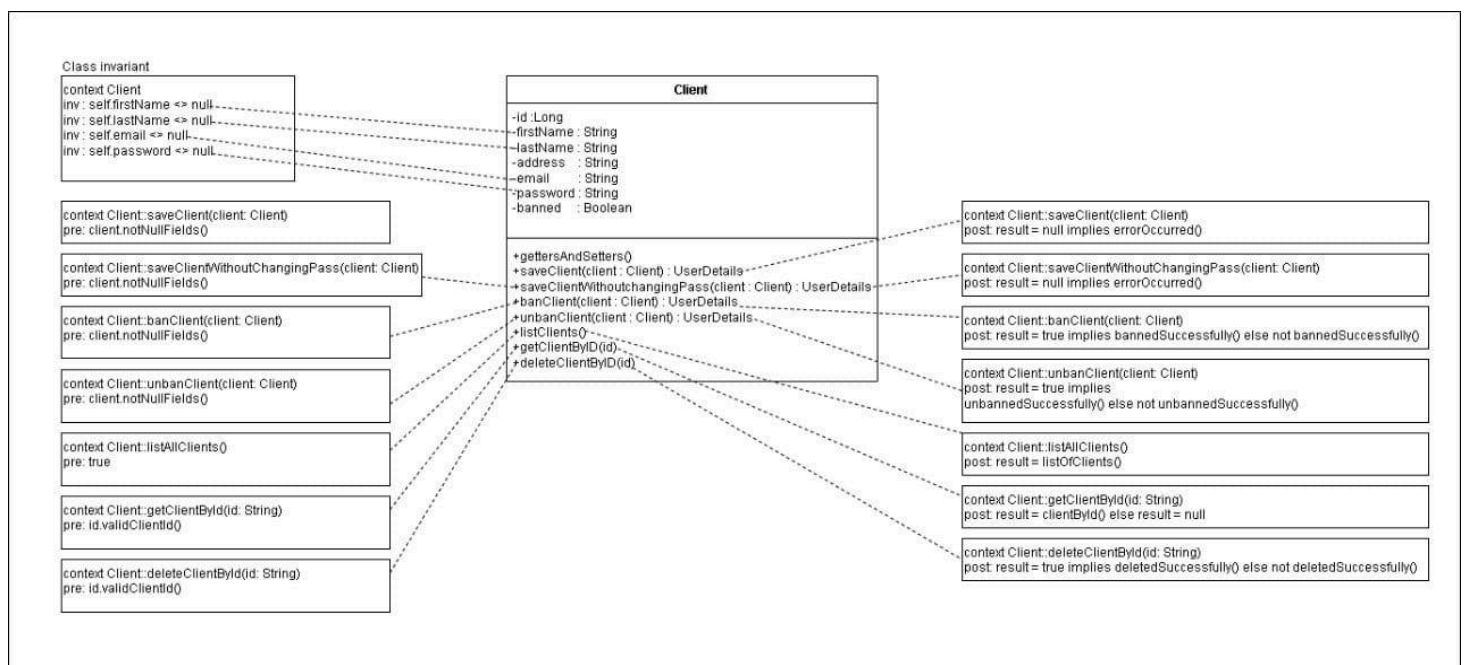 Class invariant
context Client
inv : self.firstName <> null
inv : self.lastName <> null
inv : self.email <> null
inv : self.password <> null
context Client::saveClient(client: Client)
pre: client.notNullFields()
context Client::saveClientWithoutChangingPass(client: Client)
pre: client.notNullFields()
context Client::banClient(client: Client)
pre: client.notNullFields()
context Client::unbanClient(client: Client)
pre: client.notNullFields()
context Client::listAllClients()
pre: true
context Client::getClientById(id: String)
pre: id.validClientId()
context Client::deleteClientById(id: String)
pre: id.validClientId()
Client
-id :Long
-firstName : String
-lastName : String
-address : String
-email : String
-password : String
-banned : Boolean
+gettersAndSetters()
+saveClient(client : Client) : UserDetails
+saveClientWithoutchangingPass(client : Client) : UserDetails
+banClient(client : Client) : UserDetails
+unbanClient(client : Client) : UserDetails
+listClients()
+getClientByID(id)
+deleteClientByID(id)
context Client::saveClient(client: Client)
post: result = null implies errorOccurred()
context Client::saveClientWithoutChangingPass(client: Client)
post: result = null implies errorOccurred()
context Client::banClient(client: Client)
post: result = true implies bannedSuccessfully() else not bannedSuccessfully()
context Client::unbanClient(client: Client)
post: result = true implies
unbannedSuccessfully() else not unbannedSuccessfully()
context Client::listAllClients()
post: result = listOfClients()
context Client::getClientById(id: String)
post: result = clientById() else result = null
context Client::deleteClientById(id: String)
post: result = true implies deletedSuccessfully() else not deletedSuccessfully()